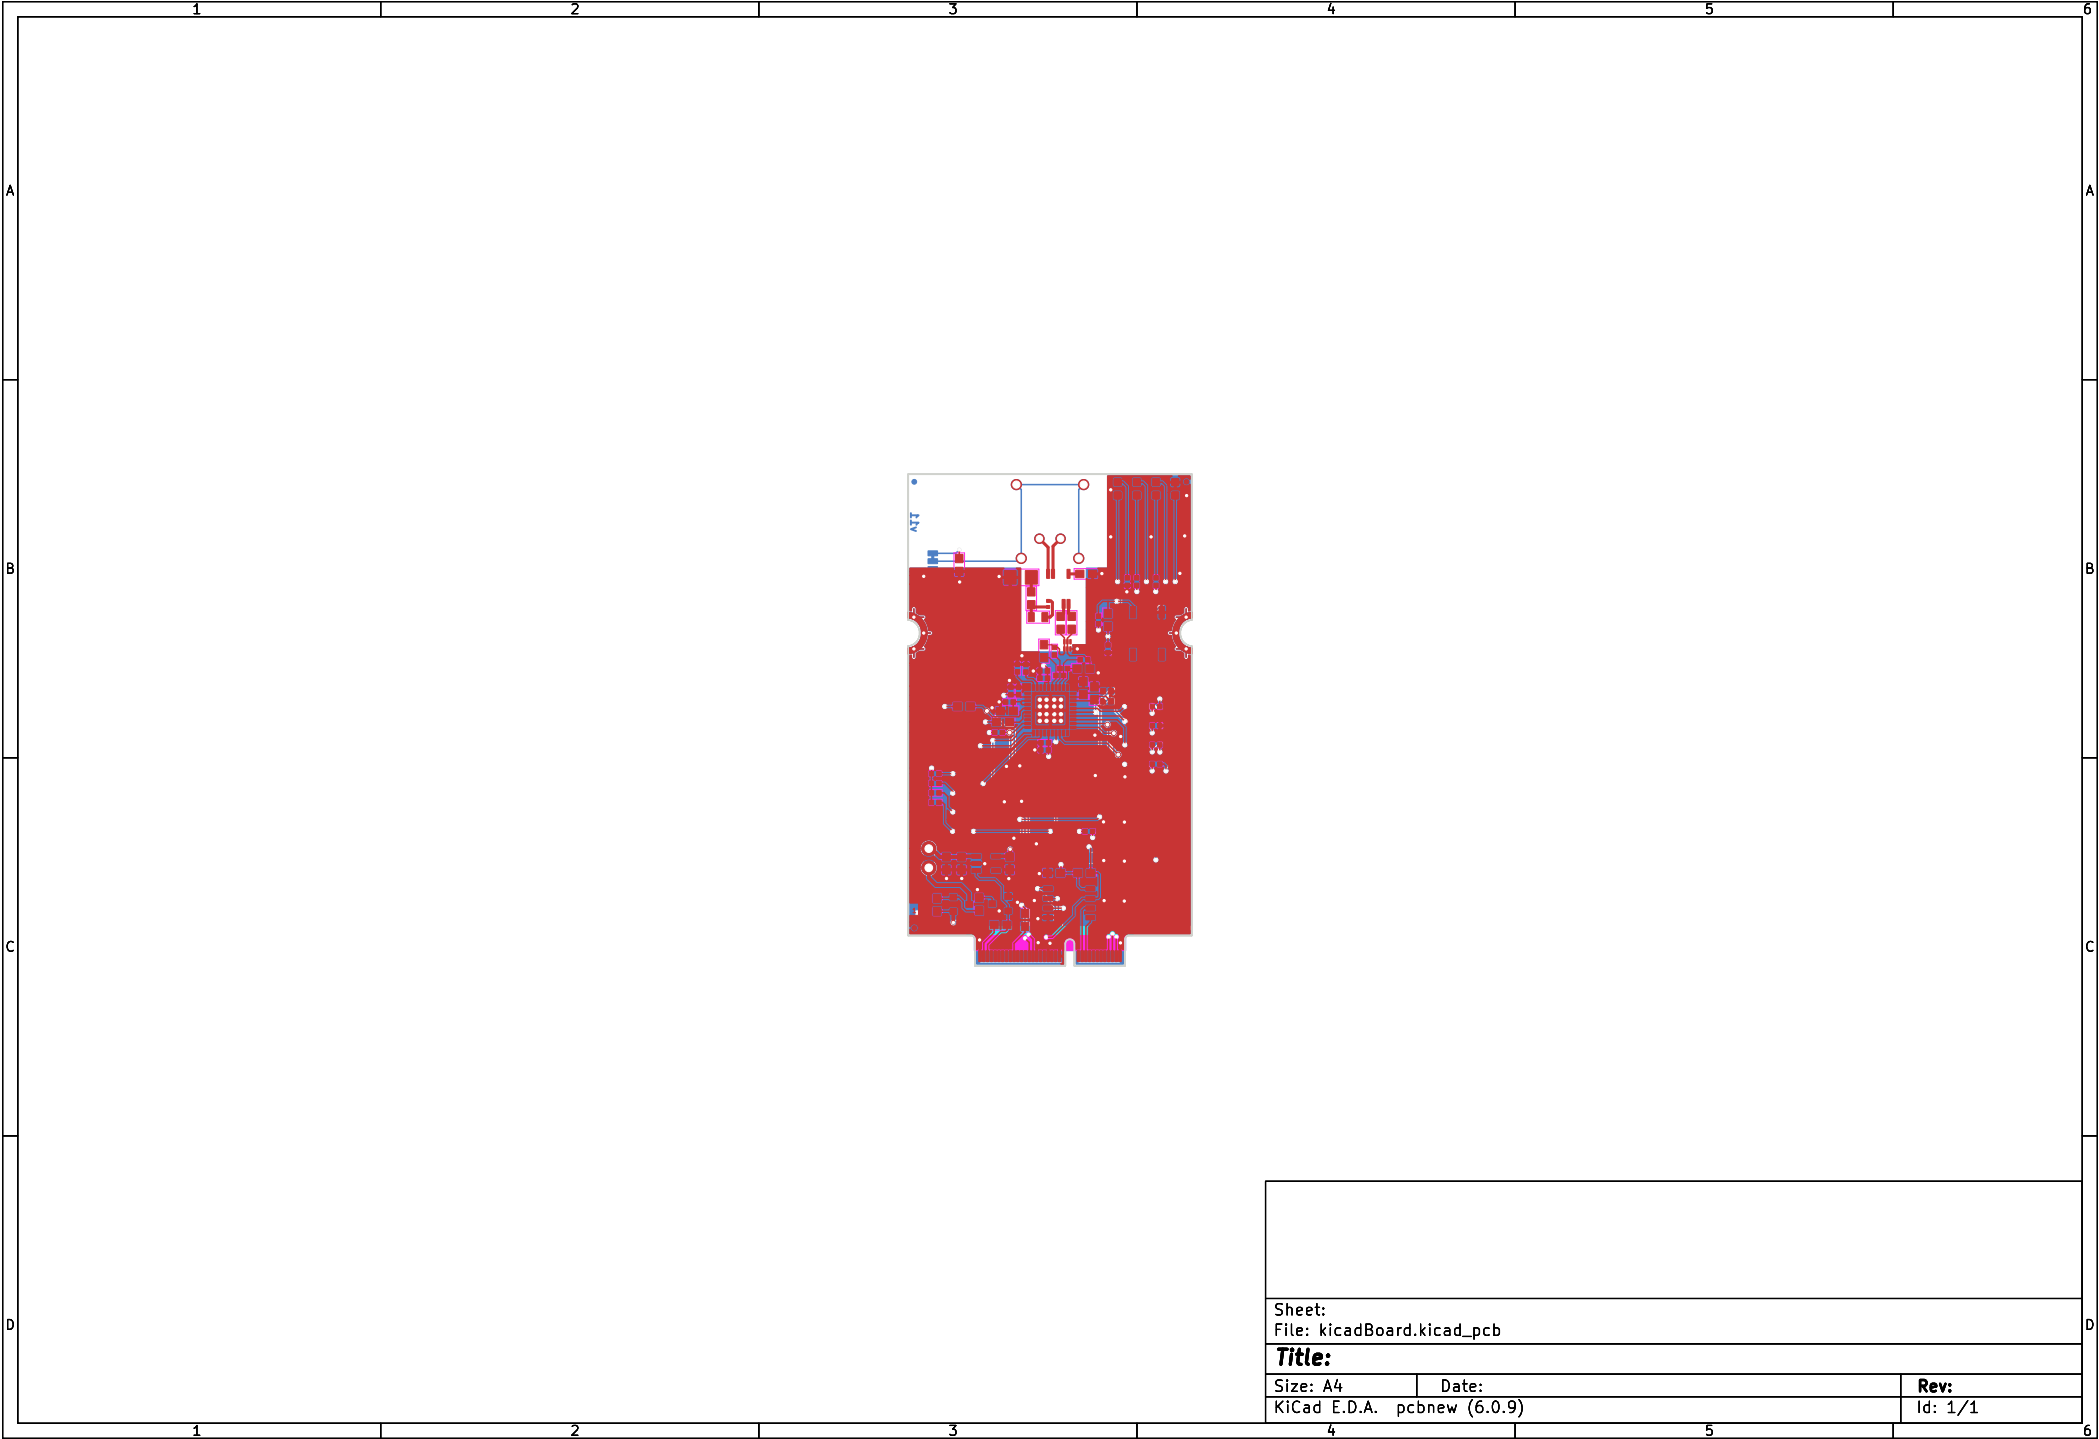 1 2 3 4 5 6
A A
v11
B B
C C
Sheet:
File: kicadBoard.kicad_pcb
D D
Title:
Size: A4 Date: Rev:
KiCad E.D.A. pcbnew (6.0.9) Id: 1/1
1 2 3 4 5 6